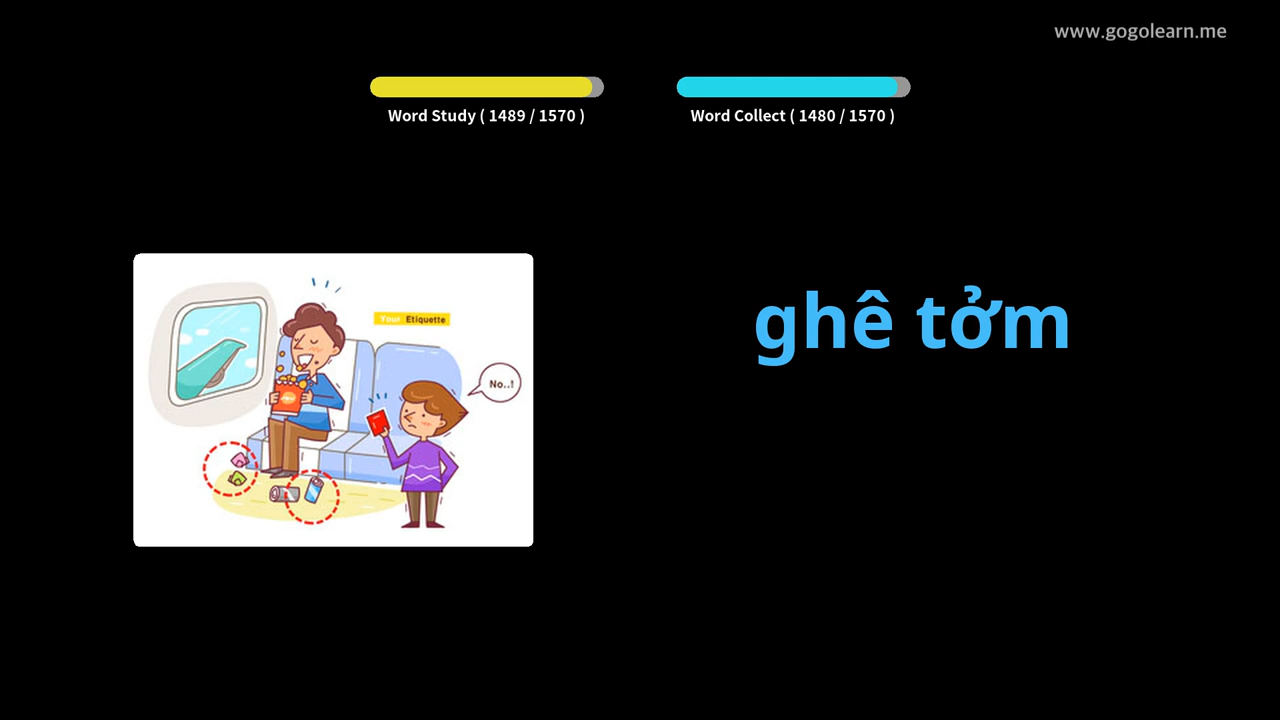 www.gogolearn.me
Word Study ( 1489 / 1570 )
Word Collect ( 1480 / 1570 )
ghê tởm
Your Etiquette
No..!